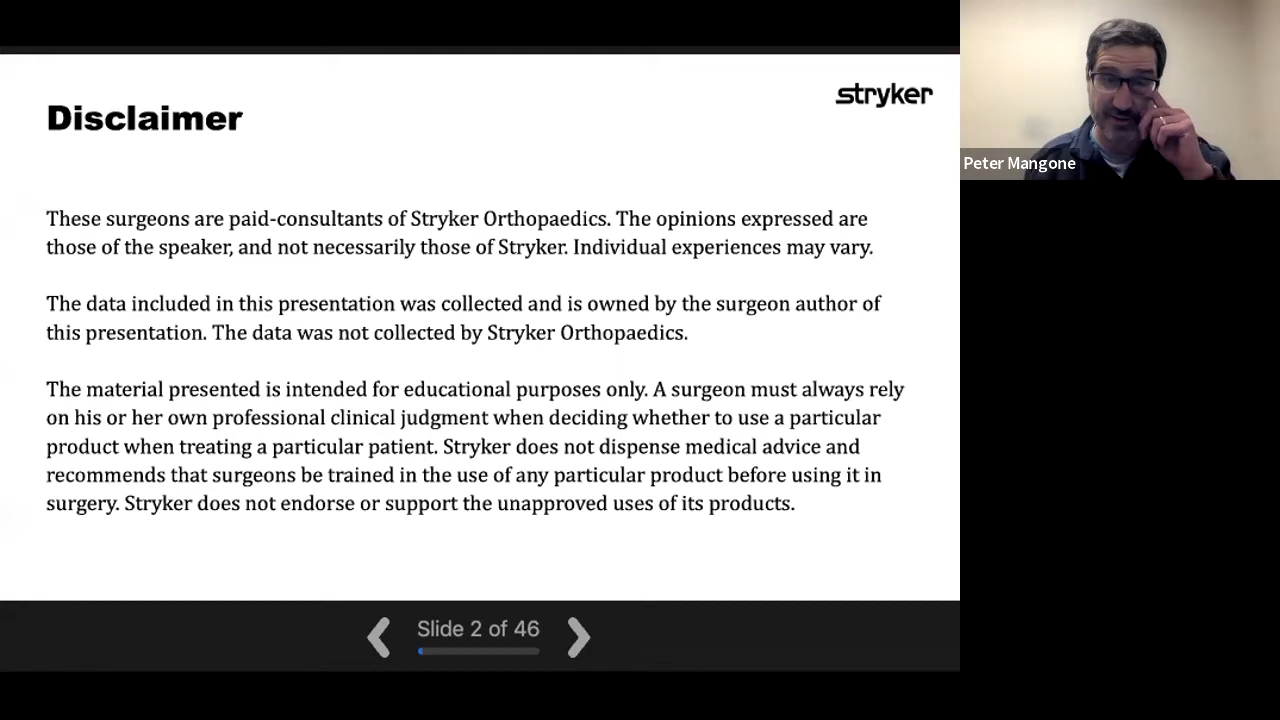 stryker
Disclaimer
These surgeons are paid-consultants of Stryker Orthopaedics. The opinions expressed are
those of the speaker, and not necessarily those of Stryker. Individual experiences may vary.
The data included in this presentation was collected and is owned by the surgeon author of
this presentation. The data was not collected by Stryker Orthopaedics.
The material presented is intended for educational purposes only. A surgeon must always rely
on his or her own professional clinical judgment when deciding whether to use a particular
product when treating a particular patient. Stryker does not dispense medical advice and
recommends that surgeons be trained in the use of any particular product before using it in
surgery. Stryker does not endorse or support the unapproved uses of its products.
Slide 2 of 46
Peter Mangone